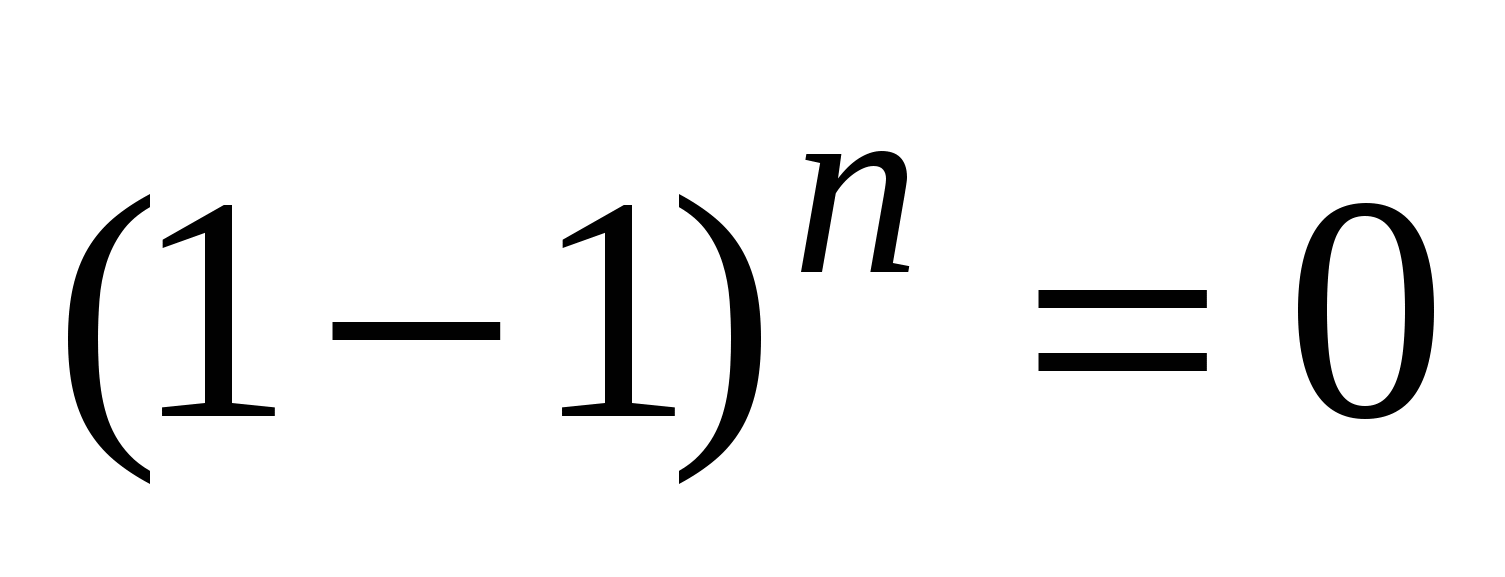 (1 − 1)ⁿ = 0